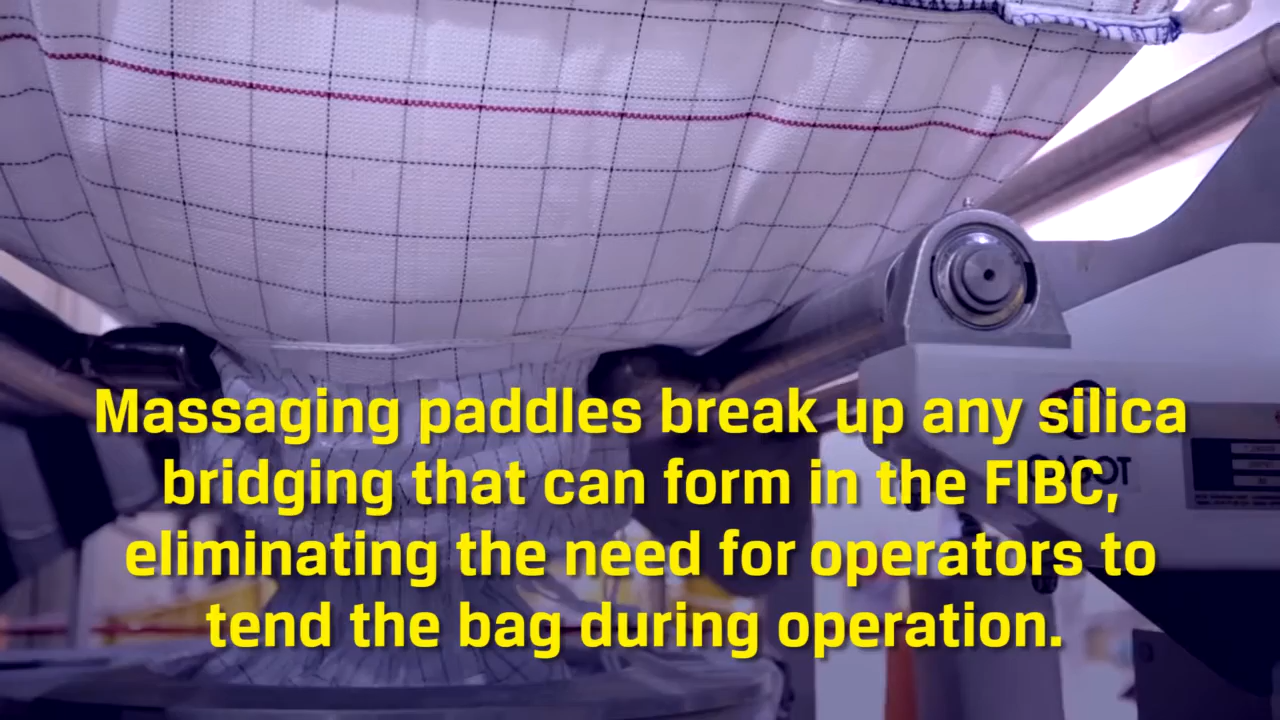 Massaging paddles break up any silica
bridging that can form in the FIBC,
eliminating the need for operators to
tend the bag during operation.
CABOT